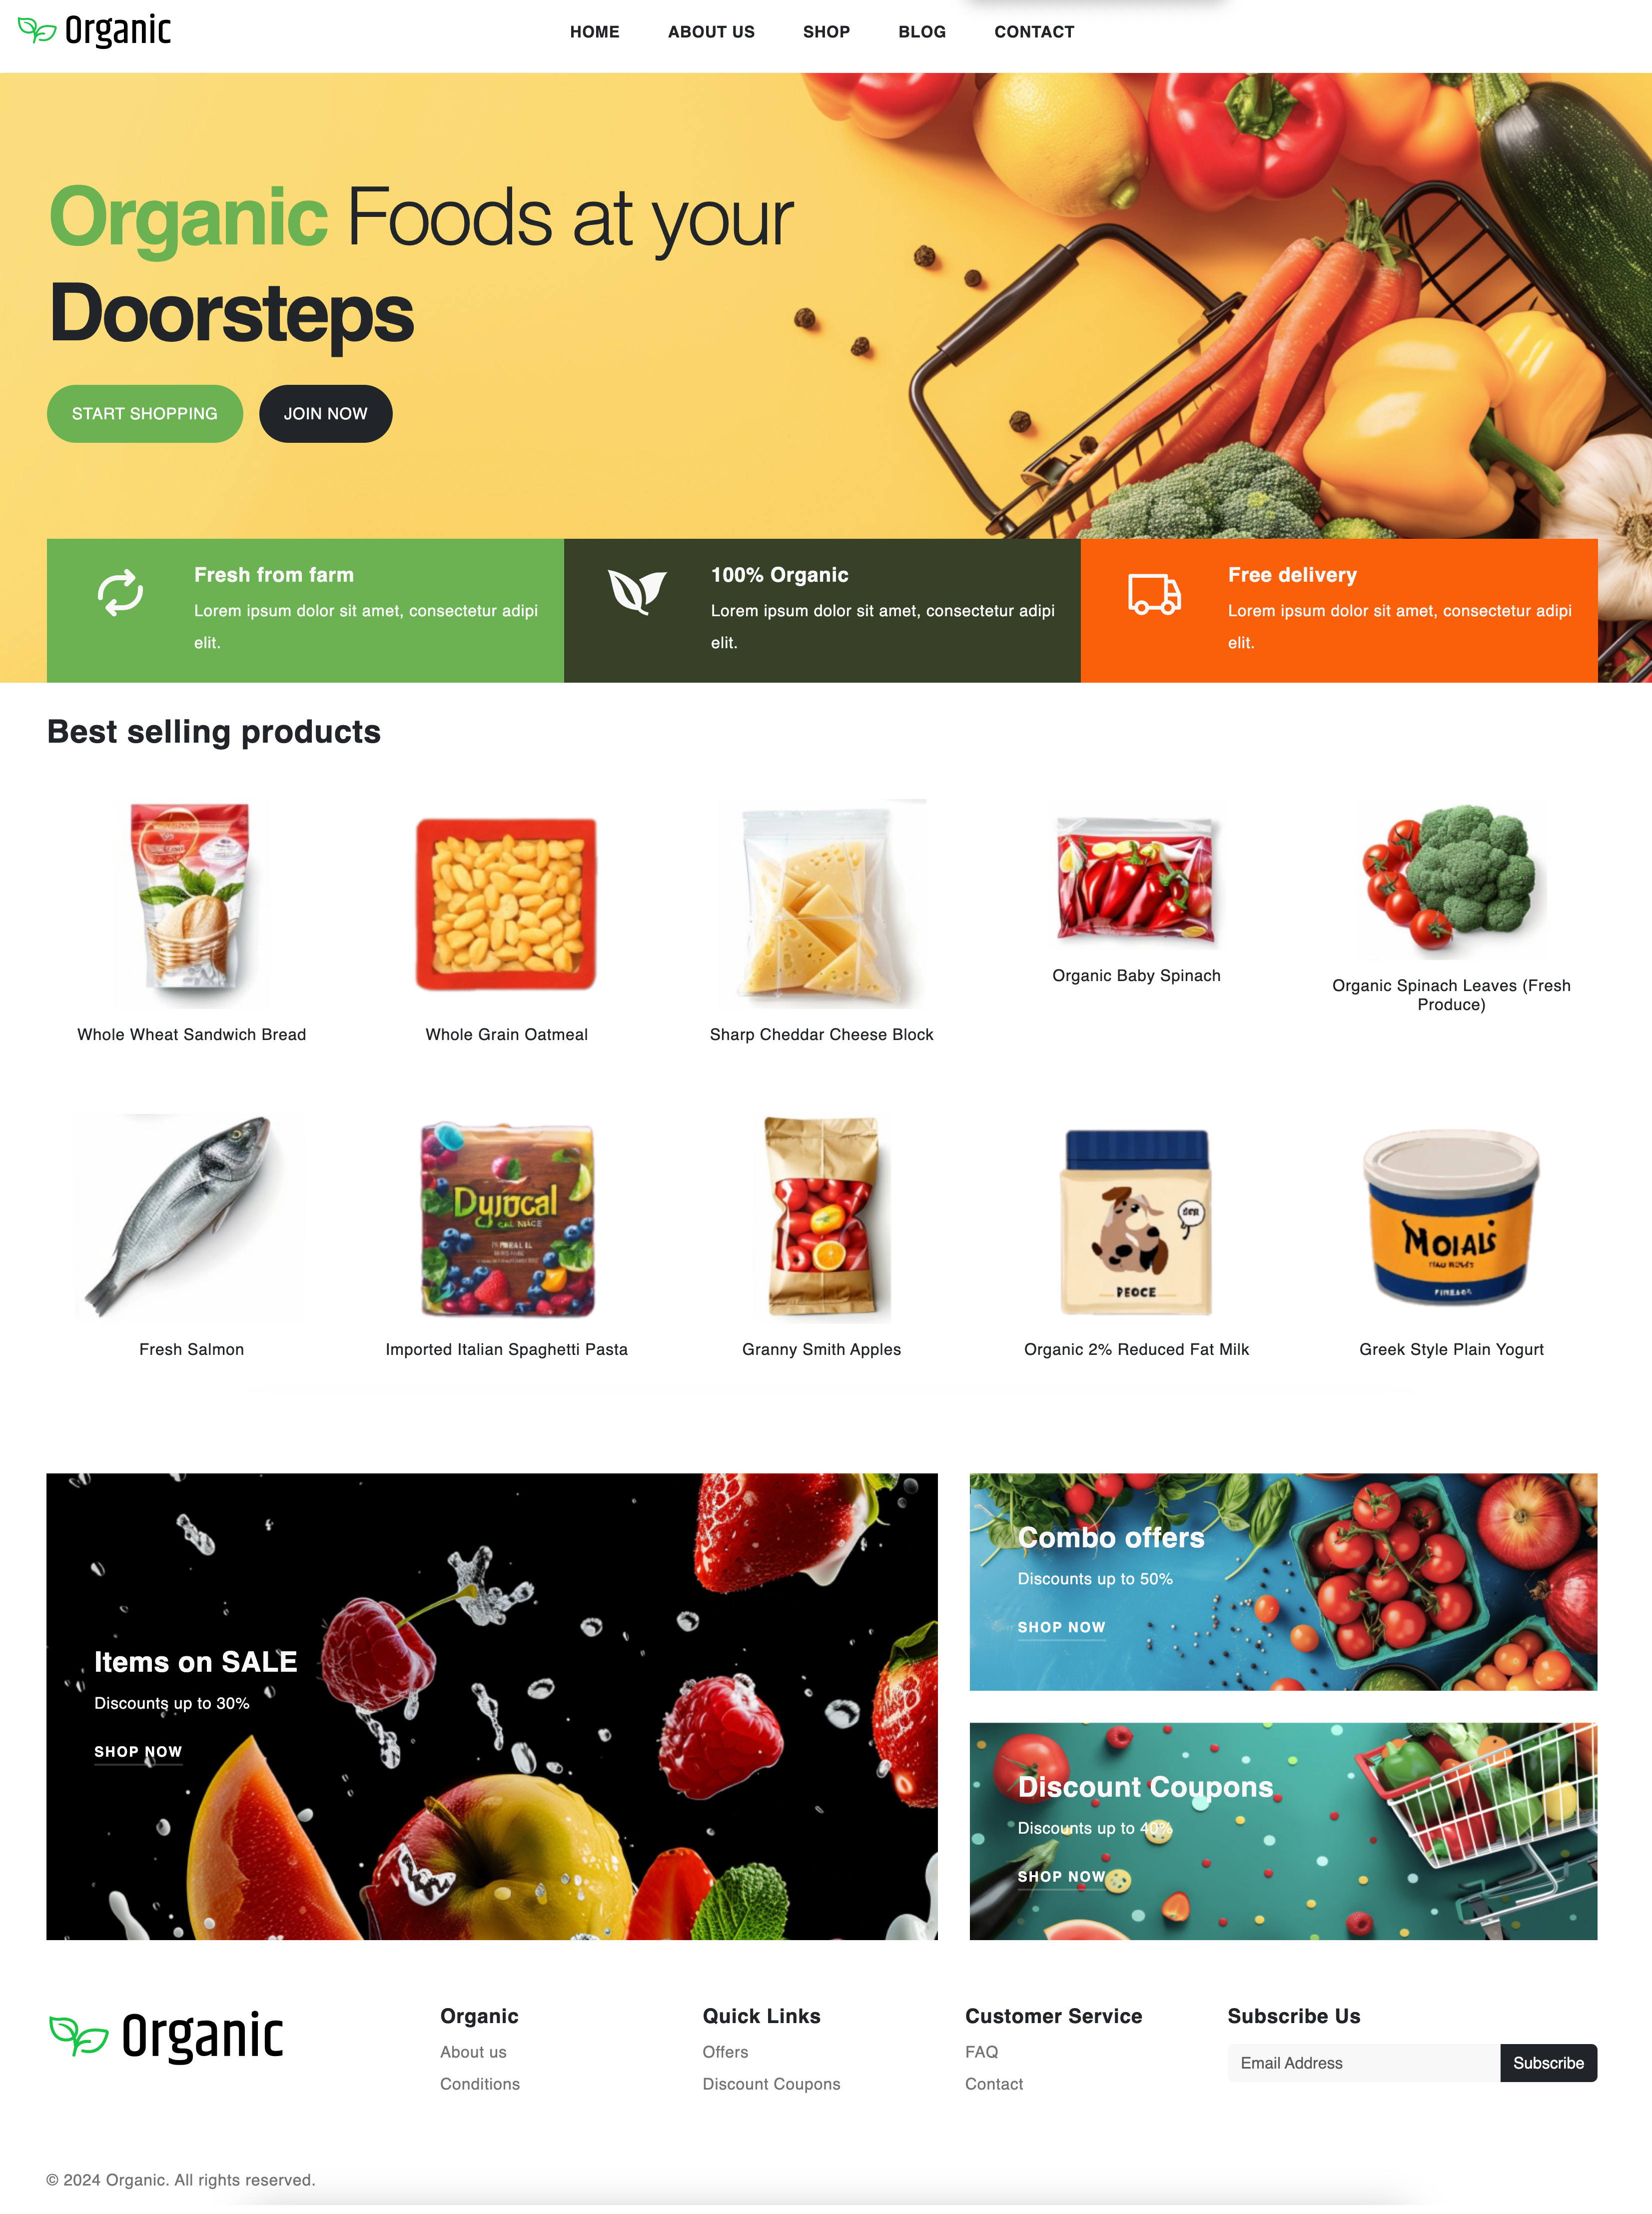 Organic
HOME ABOUT US SHOP BLOG CONTACT
Organic Foods at your
Doorsteps
START SHOPPING JOIN NOW
Fresh from farm
Lorem ipsum dolor sit amet, consectetur adipi
elit.
100% Organic
Lorem ipsum dolor sit amet, consectetur adipi
elit.
Free delivery
Lorem ipsum dolor sit amet, consectetur adipi
elit.
Best selling products
Whole Wheat Sandwich Bread
Whole Grain Oatmeal
Sharp Cheddar Cheese Block
Organic Baby Spinach
Organic Spinach Leaves (Fresh
Produce)
PEOCE
MOIALS
Fresh Salmon
Imported Italian Spaghetti Pasta
Granny Smith Apples
Organic 2% Reduced Fat Milk
Greek Style Plain Yogurt
Items on SALE
Discounts up to 30%
SHOP NOW
Combo offers
Discounts up to 50%
SHOP NOW
Discount Coupons
Discounts up to 40%
SHOP NOW
Organic
Organic
About us
Conditions
Quick Links
Offers
Discount Coupons
Customer Service
FAQ
Contact
Subscribe Us
Email Address Subscribe
© 2024 Organic. All rights reserved.